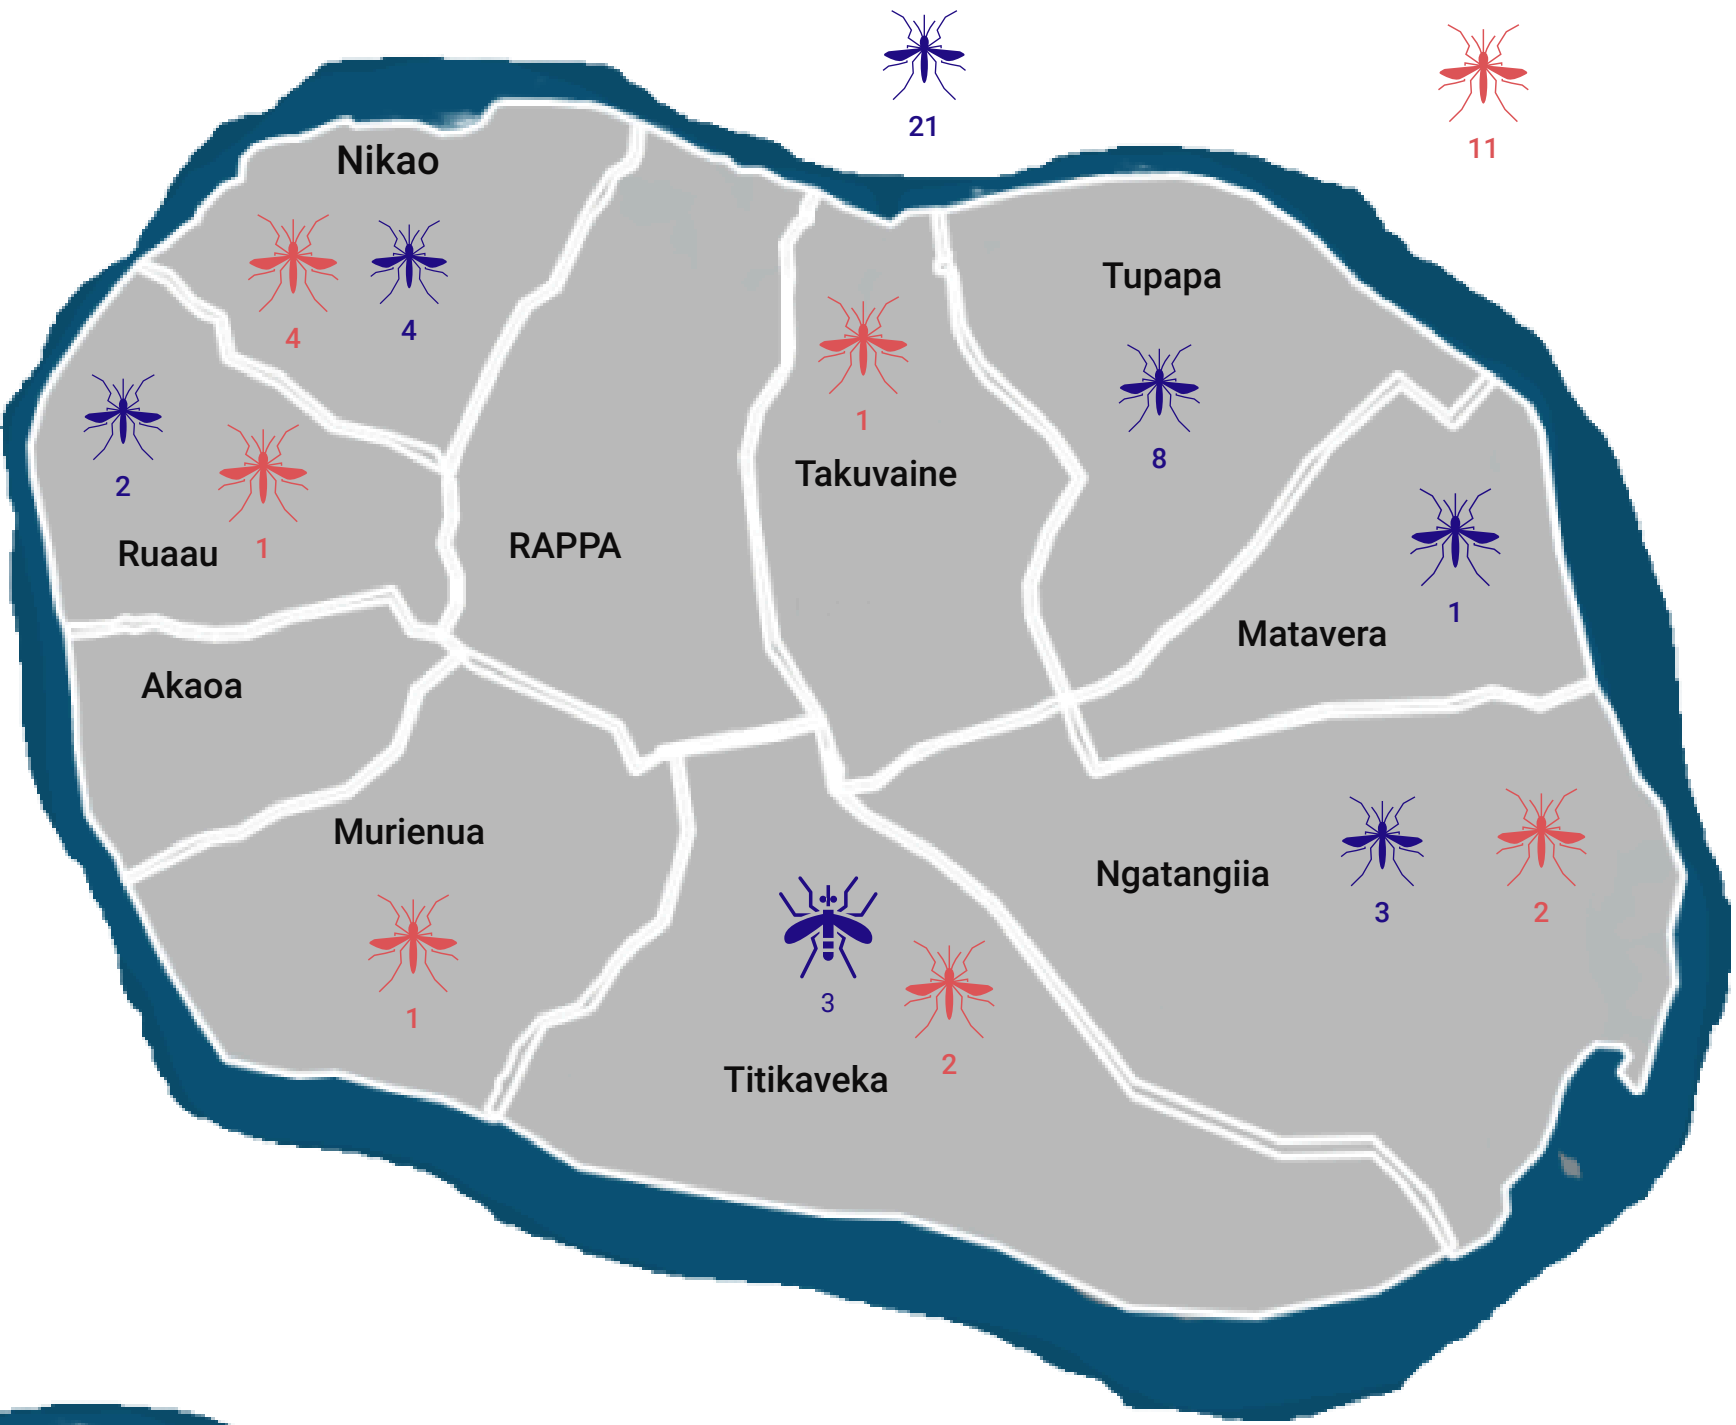 21
11
Nikao
4
4
Tupapa
8
1
Takuvaine
2
1
Ruaau
RAPPA
1
Matavera
Akaoa
Murienua
1
Ngatangiia
3
2
3
2
Titikaveka